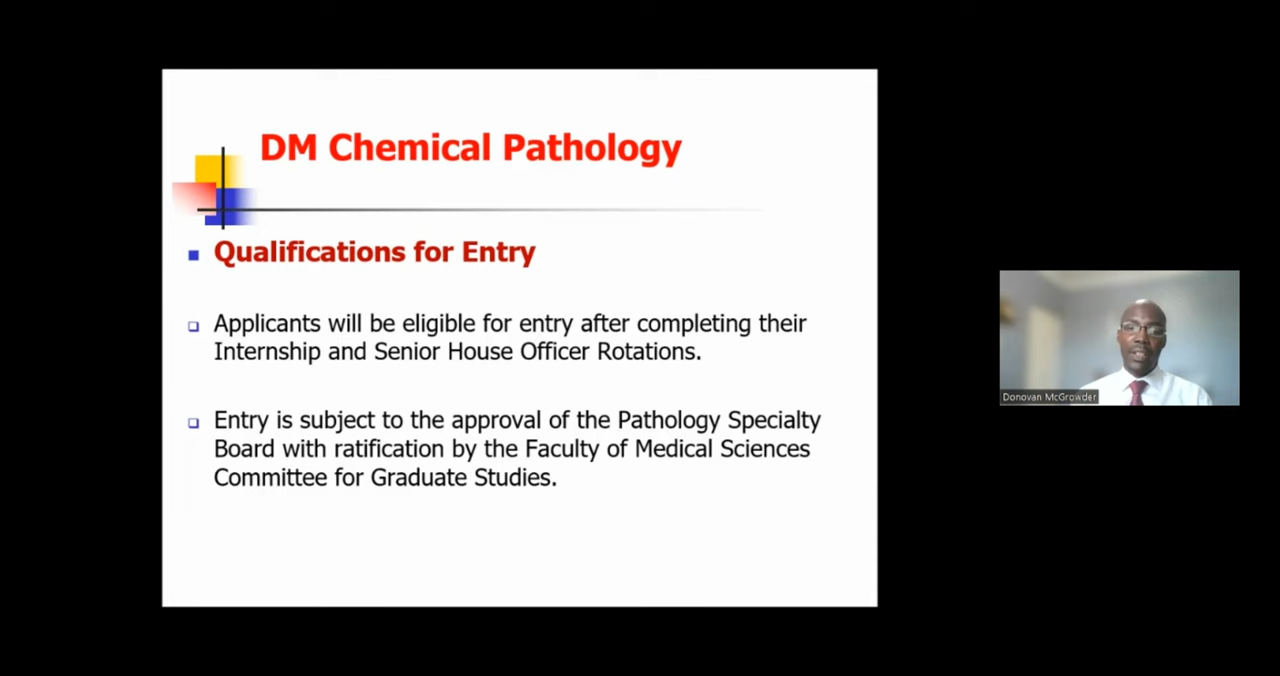 DM Chemical Pathology
Qualifications for Entry
Applicants will be eligible for entry after completing their
Internship and Senior House Officer Rotations.
Entry is subject to the approval of the Pathology Specialty
Board with ratification by the Faculty of Medical Sciences
Committee for Graduate Studies.
Donovan McGrowder